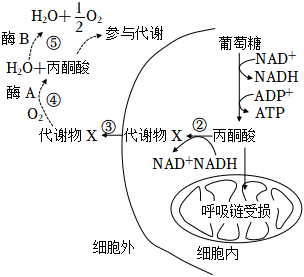 H₂O+½O₂
酶 B ⑤
参与代谢
H₂O+丙酮酸
酶 A ④
O₂
代谢物 X ③ 代谢物 X ② 丙酮酸
NAD⁺NADH
葡萄糖
NAD⁺
NADH
ADP⁺
ATP
呼吸链受损
细胞外 细胞内